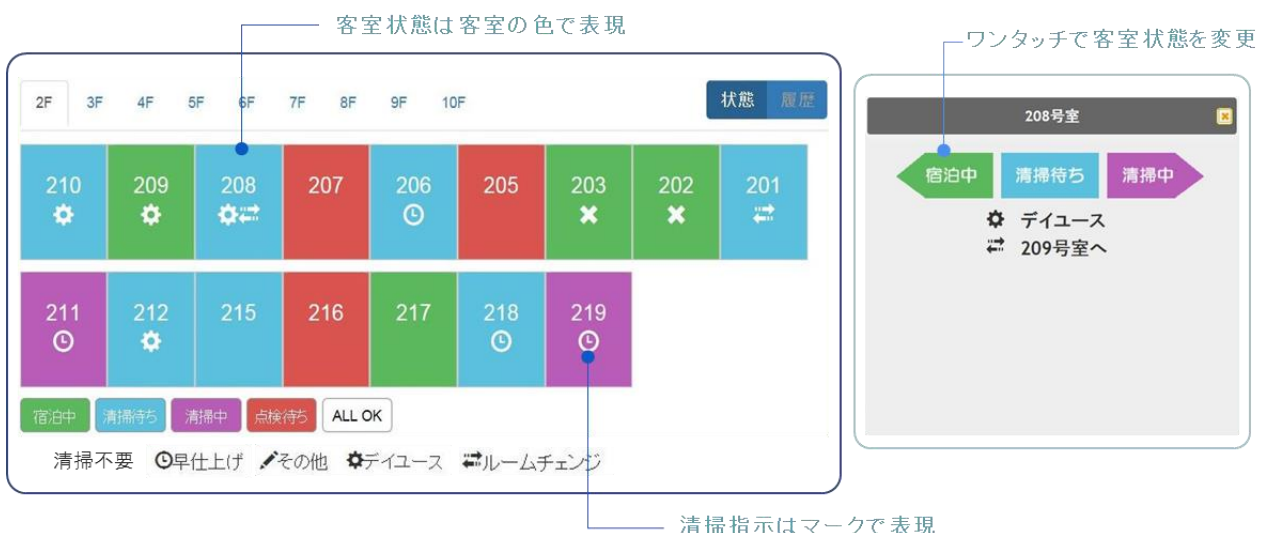 客室状態は客室の色で表現
ワンタッチで客室状態を変更
2F 3F 4F 5F 6F 7F 8F 9F 10F 状態 履歴
210 209 208 207 206 205 203 202 201
211 212 215 216 217 218 219
宿泊中 清掃待ち 清掃中 点検待ち ALL OK
清掃不要 早仕上げ その他 デイユース ルームチェンジ
208号室
宿泊中 清掃待ち 清掃中
デイユース
209号室へ
清掃指示はマークで表現